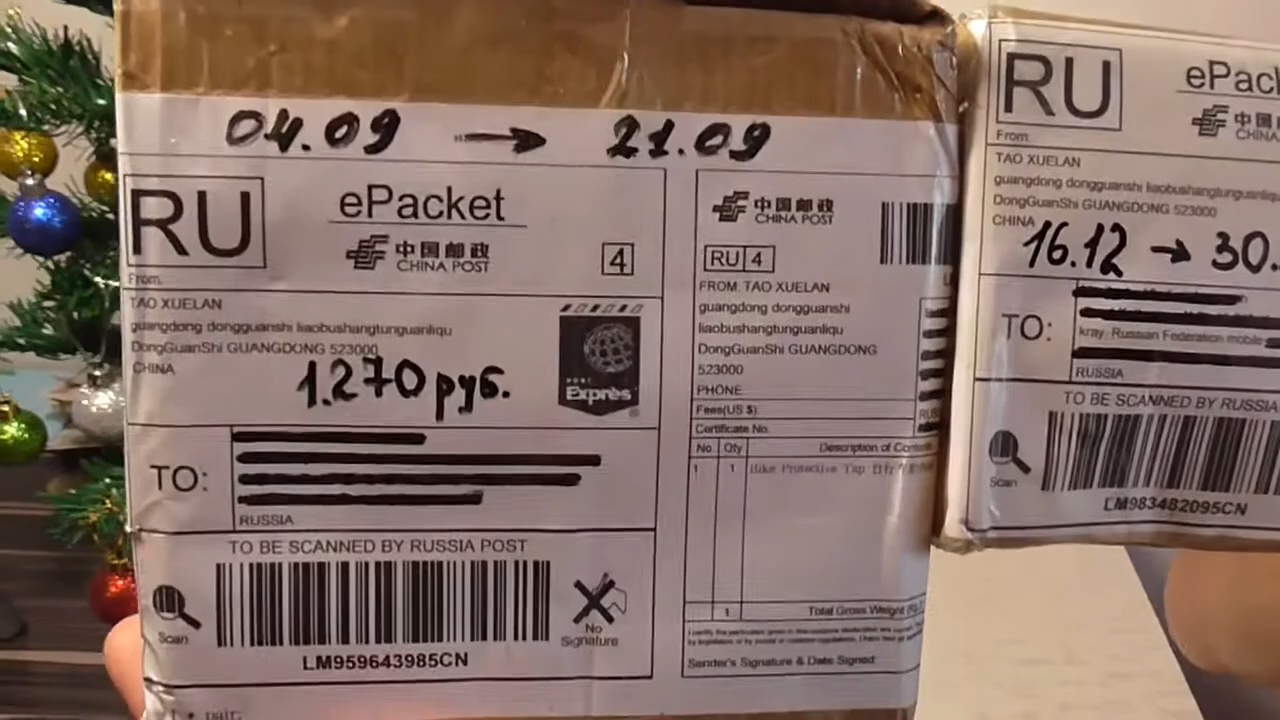 04.09 → 21.09
RU
ePacket
中国邮政
CHINA POST
4
From:
TAO XUELAN
guangdong dongguanshi liaobushangtunguanliqu
DongGuanShi GUANGDONG 523000
CHINA
1.270 руб.
Exprès
TO:
RUSSIA
TO BE SCANNED BY RUSSIA POST
Scan
No
Signature
LM959643985CN
中国邮政
CHINA POST
RU 4
FROM: TAO XUELAN
guangdong dongguanshi
liaobushangtunguanliqu
DongGuanShi GUANGDONG
523000
PHONE
Fees(US $):
Certificate No.
No Qty Description of
1 1 Bike Protective
1 Total Gross Weight
Sender's Signature & Date Signed
RU
中国
CHINA
From:
TAO XUELAN
guangdong dongguanshi
DongGuanShi GUANGDONG 523000
CHINA
16.12 → 30.
TO:
kray, Russian Federation mobile
RUSSIA
TO BE SCANNED BY RUSSIA
Scan
LM983482095CN